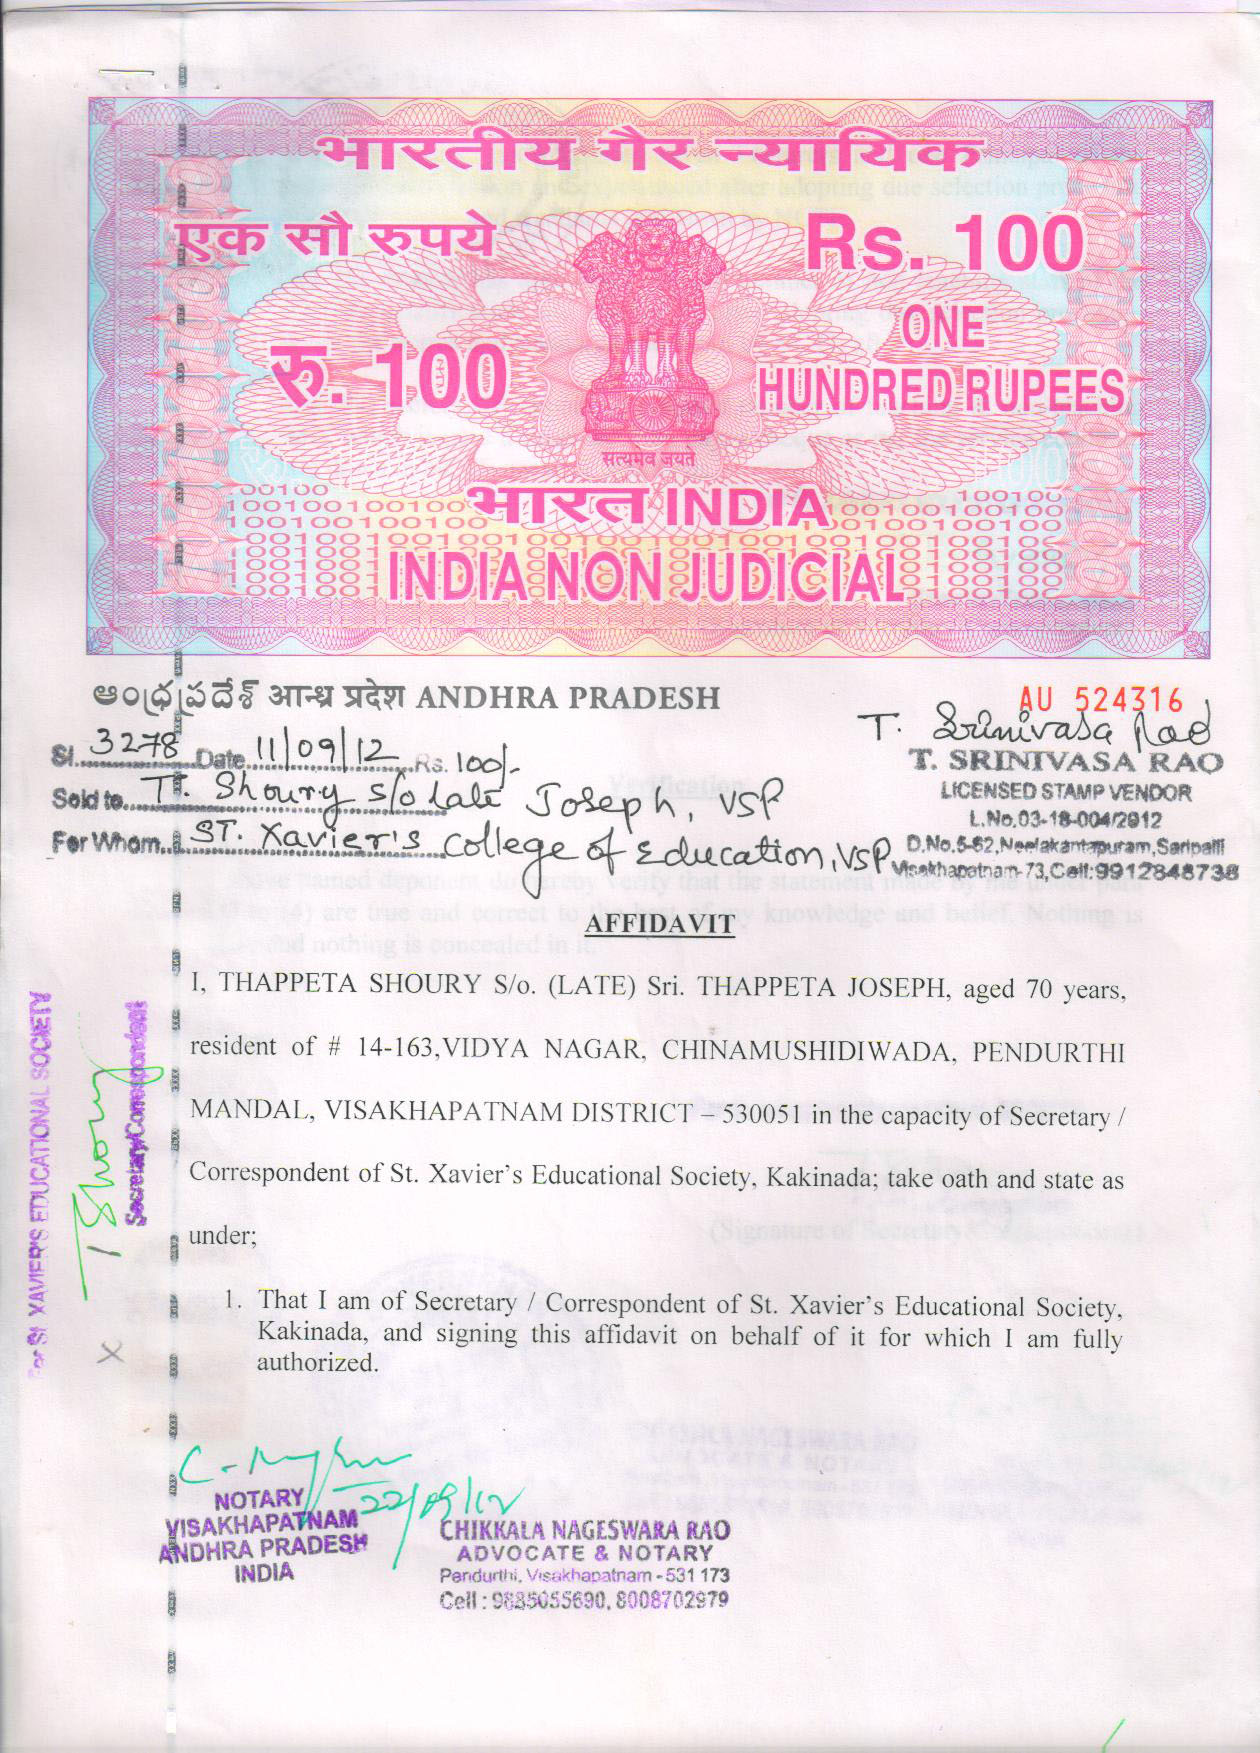 भारतीय गैर न्यायिक
एक सौ रुपये Rs. 100
रु. 100 ONE
HUNDRED RUPEES
सत्यमेव जयते
भारत INDIA
INDIA NON JUDICIAL
ఆంధ్రప్రదేశ్ आन्ध्र प्रदेश ANDHRA PRADESH
AU 524316
T. Srinivasa Rao
Sl. 3278 Date 11/09/12 Rs. 100/-
T. SRINIVASA RAO
LICENSED STAMP VENDOR
Sold to T. Shoury s/o Late Joseph, VSP
L.No.03-18-004/2912
For Whom ST. Xavier's College of Education, VSP
D.No.5-62,Neelakantapuram,Saripalli
Visakhapatnam-73,Cell:9912848738
AFFIDAVIT
I, THAPPETA SHOURY S/o. (LATE) Sri. THAPPETA JOSEPH, aged 70 years,
resident of # 14-163,VIDYA NAGAR, CHINAMUSHIDIWADA, PENDURTHI
MANDAL, VISAKHAPATNAM DISTRICT – 530051 in the capacity of Secretary /
Correspondent of St. Xavier's Educational Society, Kakinada; take oath and state as
under;
1. That I am of Secretary / Correspondent of St. Xavier's Educational Society,
Kakinada, and signing this affidavit on behalf of it for which I am fully
authorized.
For St XAVIER'S EDUCATIONAL SOCIETY
T Shoury
Secretary/Correspondent
22/09/12
NOTARY
VISAKHAPATNAM
ANDHRA PRADESH
INDIA
CHIKKALA NAGESWARA RAO
ADVOCATE & NOTARY
Pendurthi, Visakhapatnam - 531 173
Cell : 9885055690, 8008702979